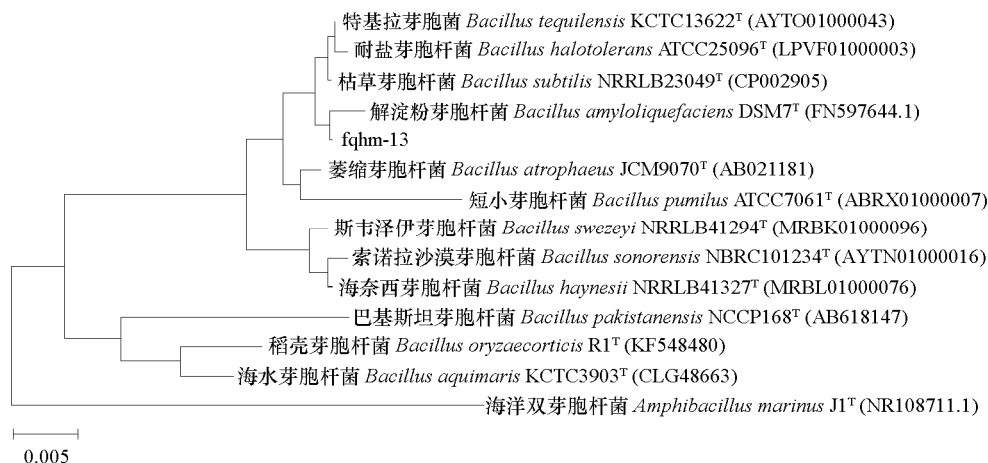 特基拉芽胞菌 Bacillus tequilensis KCTC13622ᵀ (AYTO01000043)
耐盐芽胞杆菌 Bacillus halotolerans ATCC25096ᵀ (LPVF01000003)
枯草芽胞杆菌 Bacillus subtilis NRRLB23049ᵀ (CP002905)
解淀粉芽胞杆菌 Bacillus amyloliquefaciens DSM7ᵀ (FN597644.1)
fqhm-13
萎缩芽胞杆菌 Bacillus atrophaeus JCM9070ᵀ (AB021181)
短小芽胞杆菌 Bacillus pumilus ATCC7061ᵀ (ABRX01000007)
斯韦泽伊芽胞杆菌 Bacillus swezeyi NRRLB41294ᵀ (MRBK01000096)
索诺拉沙漠芽胞杆菌 Bacillus sonorensis NBRC101234ᵀ (AYTN01000016)
海奈西芽胞杆菌 Bacillus haynesii NRRLB41327ᵀ (MRBL01000076)
巴基斯坦芽胞杆菌 Bacillus pakistanensis NCCP168ᵀ (AB618147)
稻壳芽胞杆菌 Bacillus oryzaecorticis R1ᵀ (KF548480)
海水芽胞杆菌 Bacillus aquimaris KCTC3903ᵀ (CLG48663)
海洋双芽胞杆菌 Amphibacillus marinus J1ᵀ (NR108711.1)
0.005